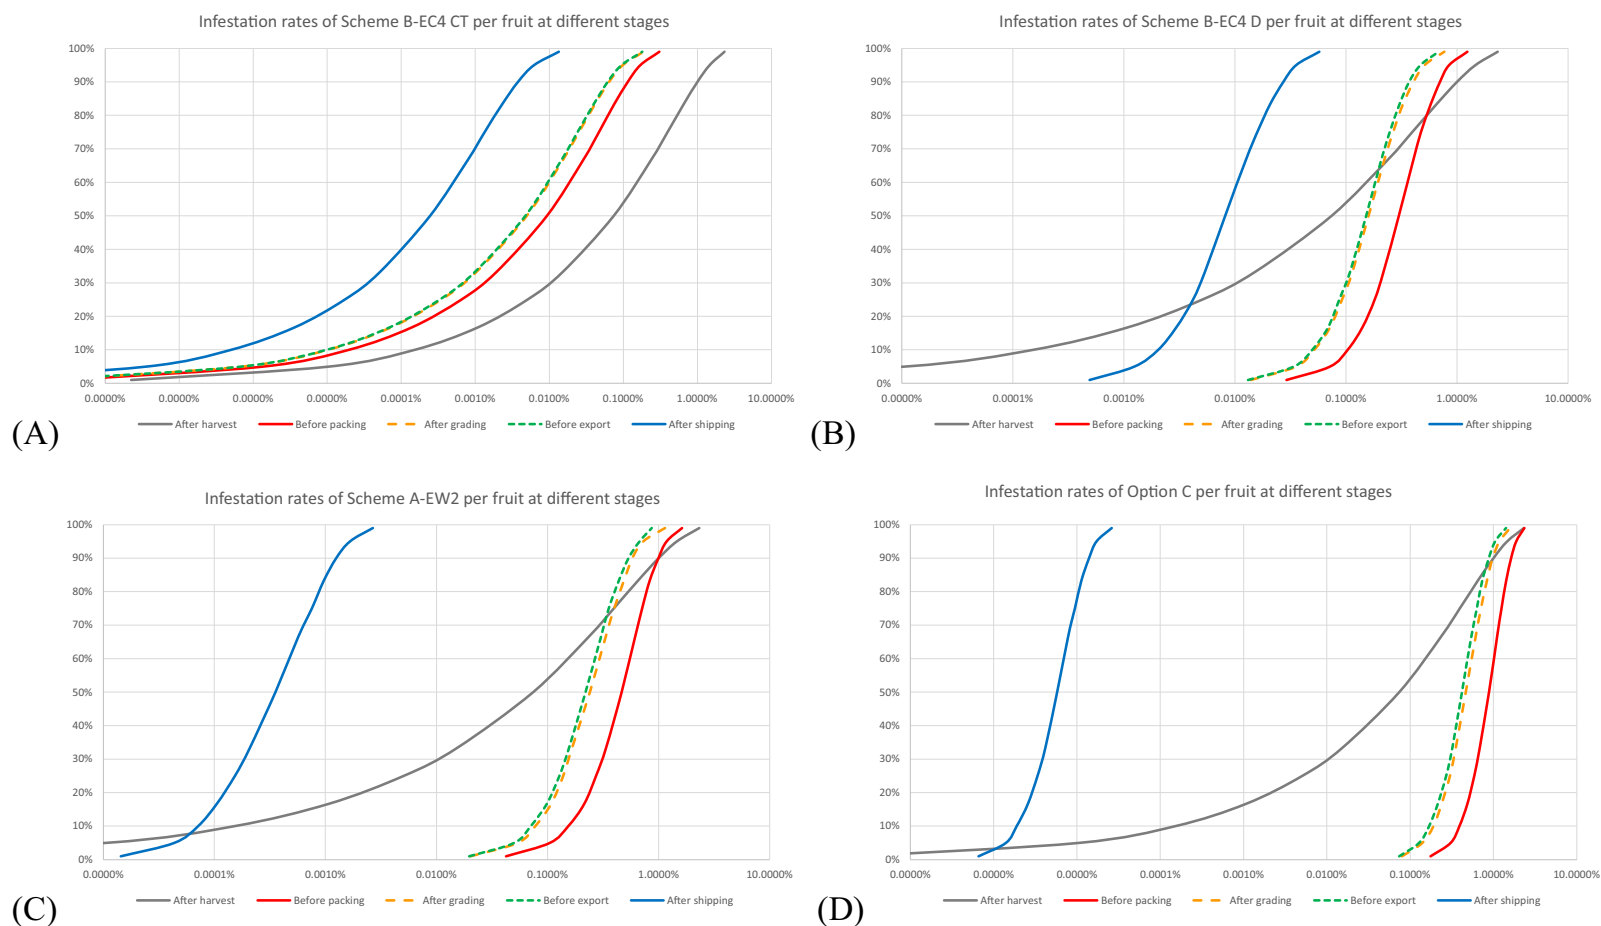 Infestation rates of Scheme B-EC4 CT per fruit at different stages
100%
90%
80%
70%
60%
50%
40%
30%
20%
10%
0%
0.0000% 0.0000% 0.0000% 0.0000% 0.0001% 0.0010% 0.0100% 0.1000% 1.0000% 10.0000%
After harvest Before packing After grading Before export After shipping
(A)
Infestation rates of Scheme B-EC4 D per fruit at different stages
100%
90%
80%
70%
60%
50%
40%
30%
20%
10%
0%
0.0000% 0.0001% 0.0010% 0.0100% 0.1000% 1.0000% 10.0000%
After harvest Before packing After grading Before export After shipping
(B)
Infestation rates of Scheme A-EW2 per fruit at different stages
100%
90%
80%
70%
60%
50%
40%
30%
20%
10%
0%
0.0000% 0.0001% 0.0010% 0.0100% 0.1000% 1.0000% 10.0000%
After harvest Before packing After grading Before export After shipping
(C)
Infestation rates of Option C per fruit at different stages
100%
90%
80%
70%
60%
50%
40%
30%
20%
10%
0%
0.0000% 0.0000% 0.0000% 0.0001% 0.0010% 0.0100% 0.1000% 1.0000% 10.0000%
After harvest Before packing After grading Before export After shipping
(D)